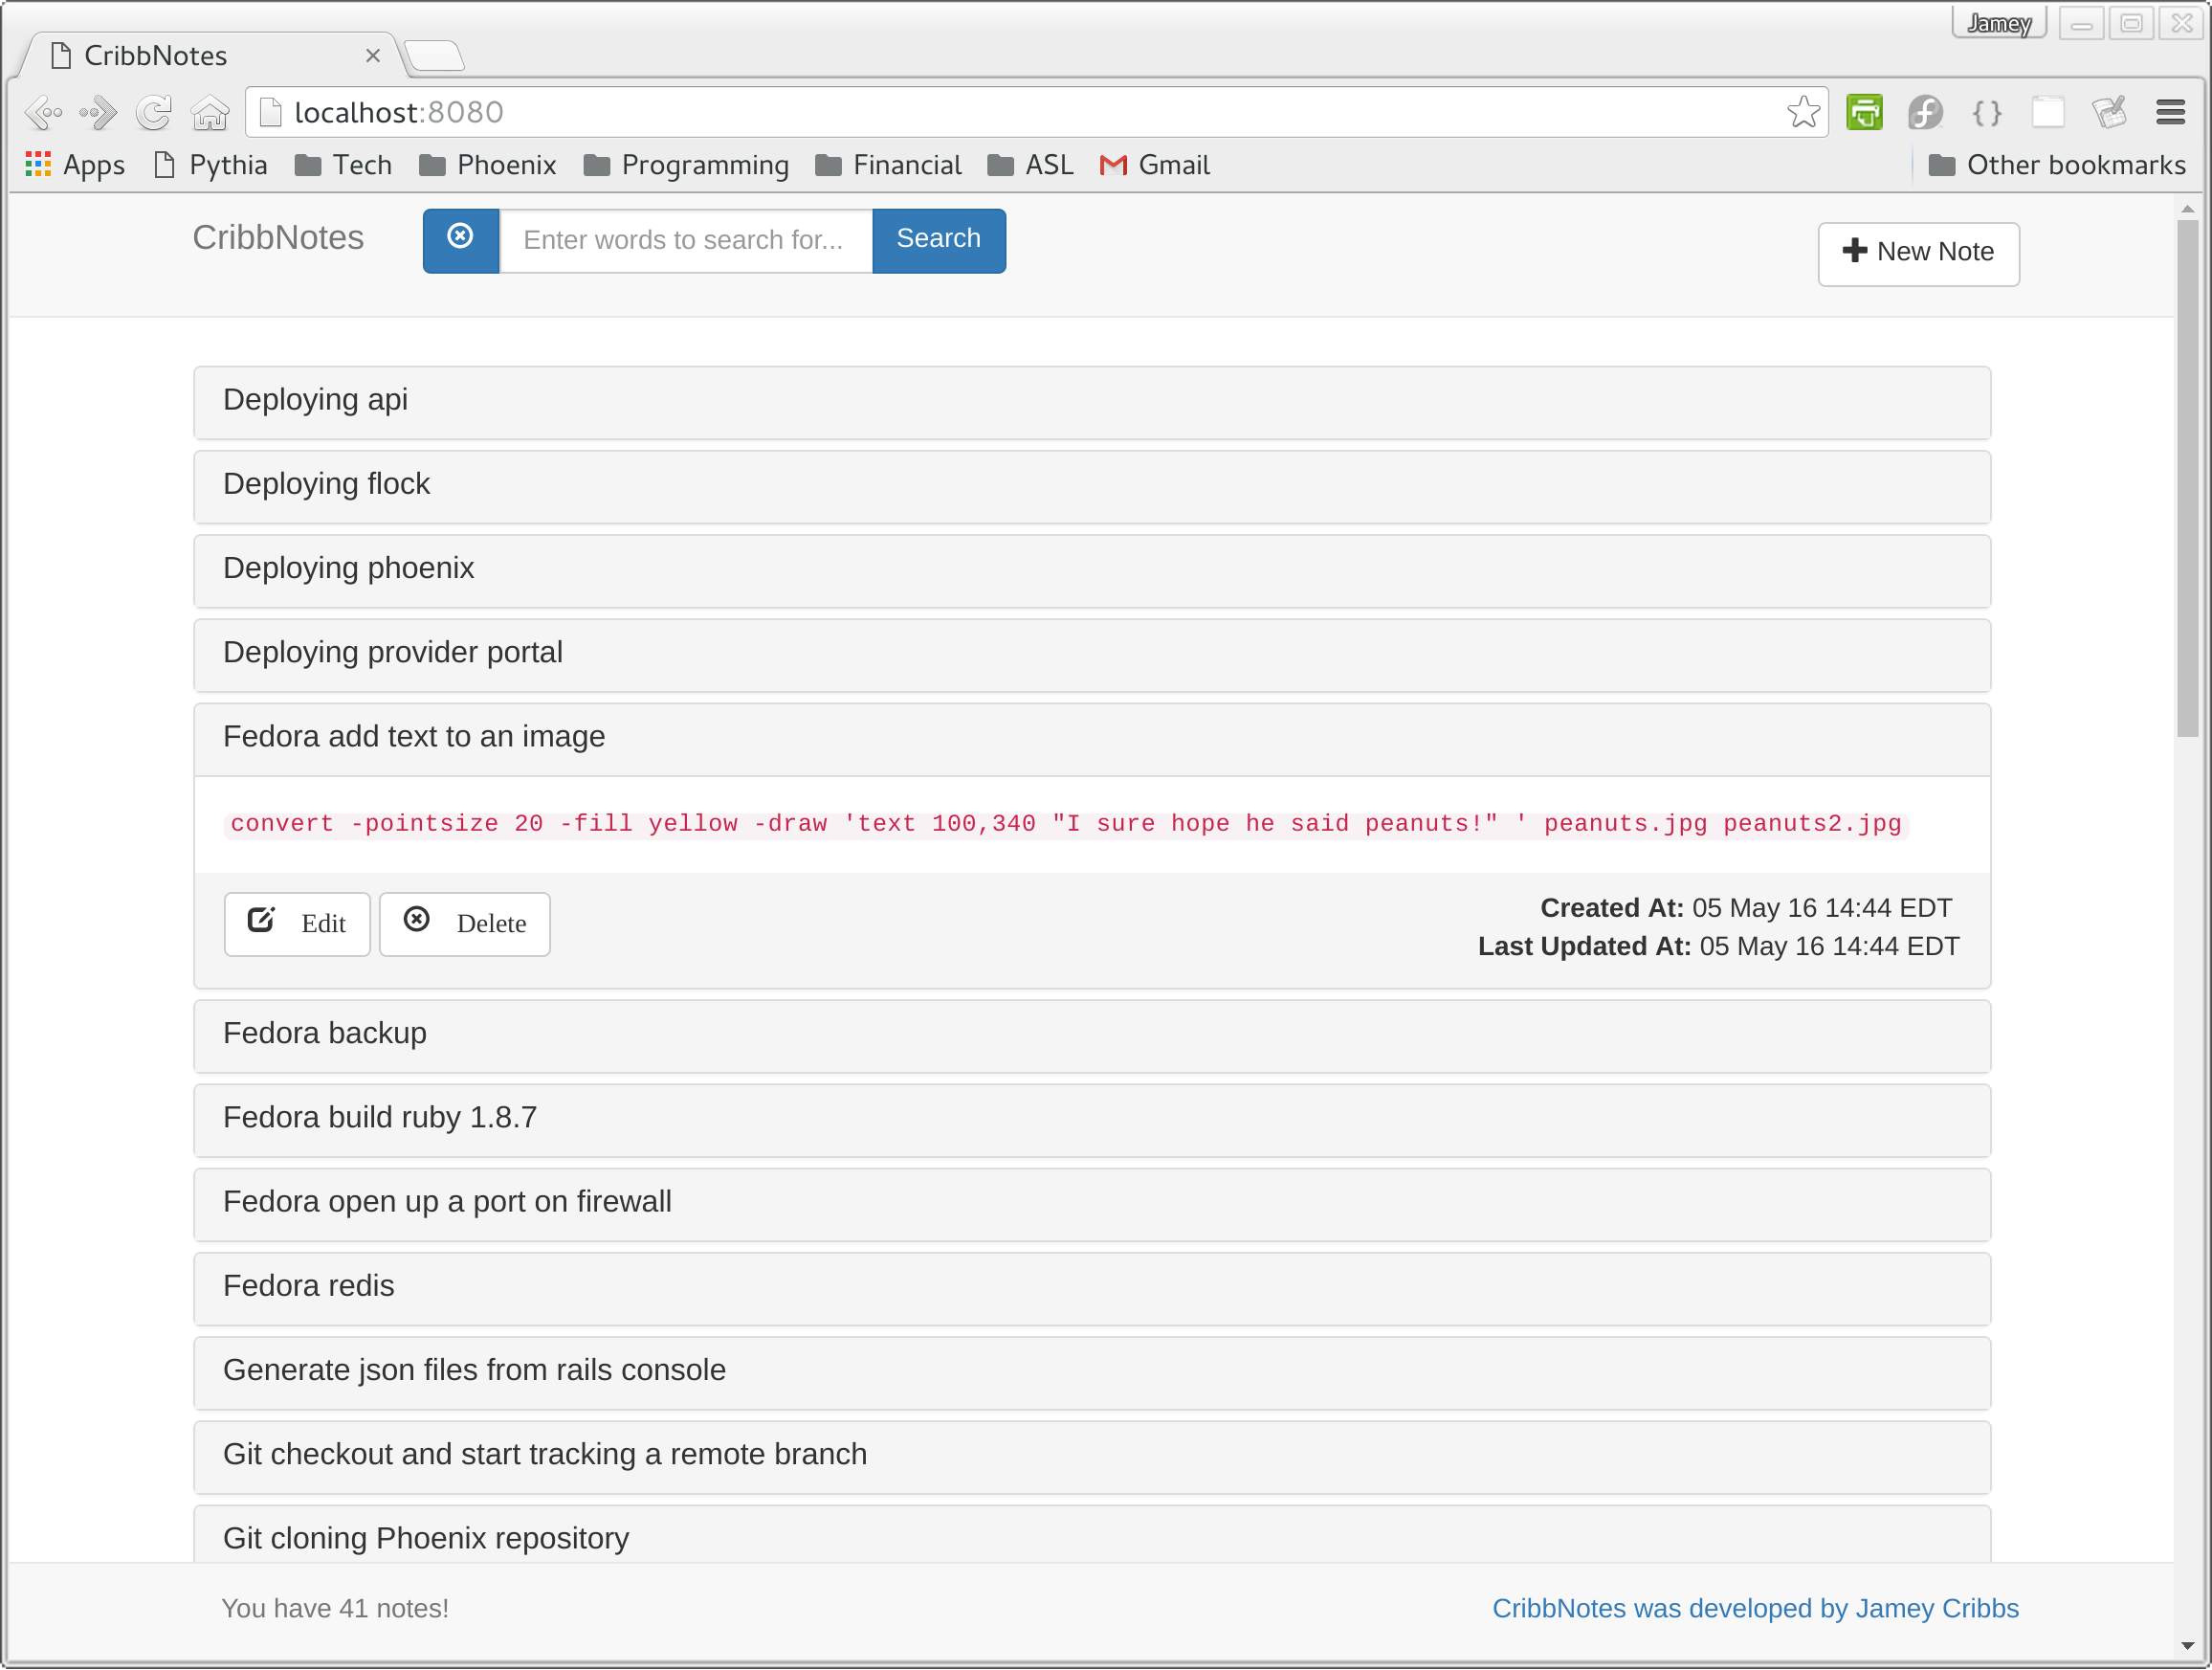 Jamey
CribbNotes
localhost:8080
Apps Pythia Tech Phoenix Programming Financial ASL Gmail Other bookmarks
CribbNotes Enter words to search for... Search New Note
Deploying api
Deploying flock
Deploying phoenix
Deploying provider portal
Fedora add text to an image
convert -pointsize 20 -fill yellow -draw 'text 100,340 "I sure hope he said peanuts!" ' peanuts.jpg peanuts2.jpg
Edit Delete Created At: 05 May 16 14:44 EDT
Last Updated At: 05 May 16 14:44 EDT
Fedora backup
Fedora build ruby 1.8.7
Fedora open up a port on firewall
Fedora redis
Generate json files from rails console
Git checkout and start tracking a remote branch
Git cloning Phoenix repository
You have 41 notes! CribbNotes was developed by Jamey Cribbs